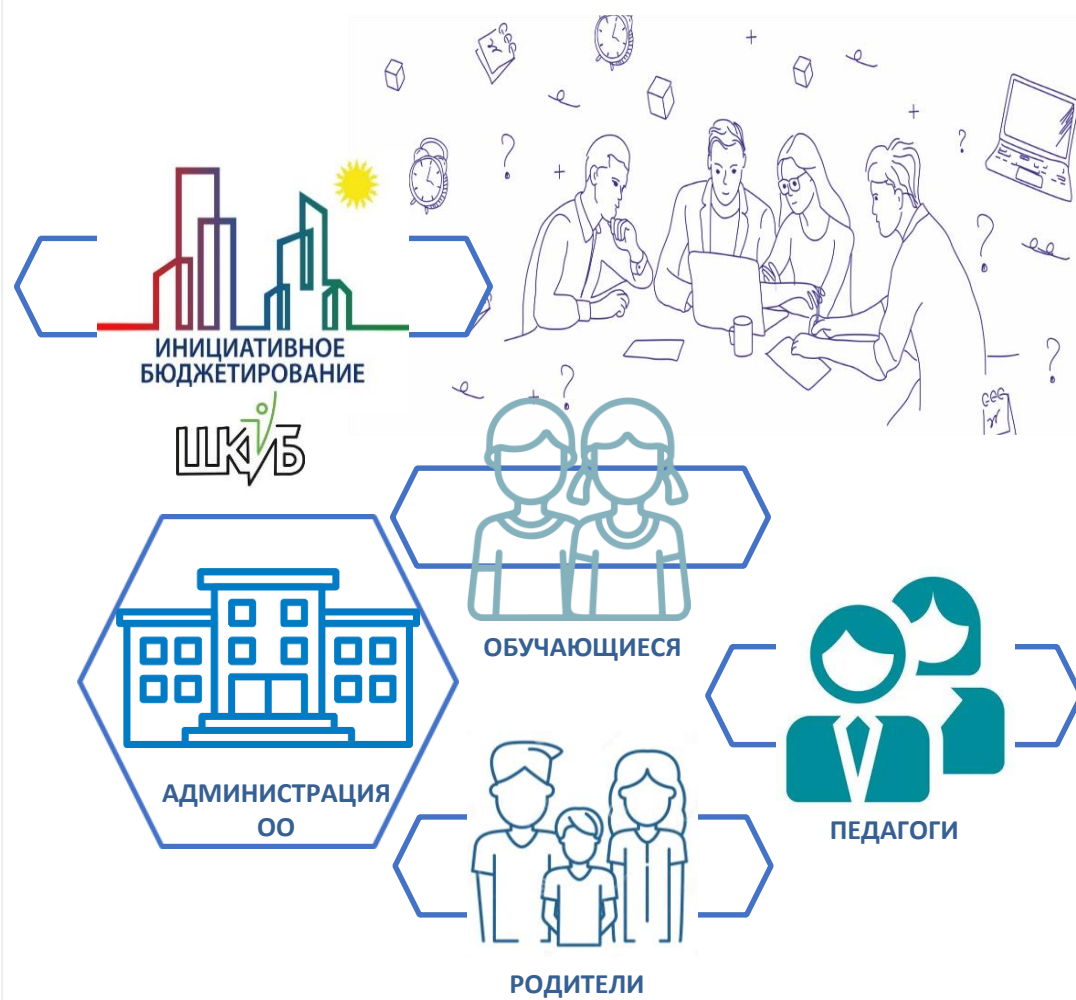 ИНИЦИАТИВНОЕ
БЮДЖЕТИРОВАНИЕ
ШКИБ
ОБУЧАЮЩИЕСЯ
АДМИНИСТРАЦИЯ
ОО
ПЕДАГОГИ
РОДИТЕЛИ